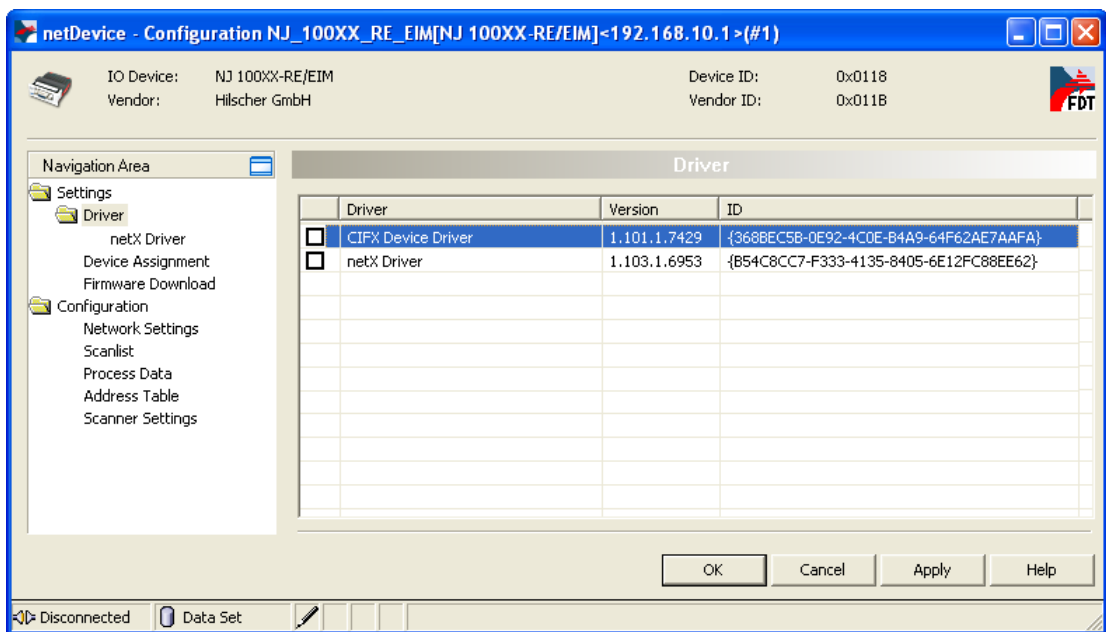 netDevice - Configuration NJ_100XX_RE_EIM[NJ 100XX-RE/EIM]<192.168.10.1>(#1)
IO Device: NJ 100XX-RE/EIM Device ID: 0x0118
Vendor: Hilscher GmbH Vendor ID: 0x011B
FDT
Navigation Area
Driver
Settings
Driver
netX Driver
Device Assignment
Firmware Download
Configuration
Network Settings
Scanlist
Process Data
Address Table
Scanner Settings
Driver Version ID
CIFX Device Driver 1.101.1.7429 {368BEC5B-0E92-4C0E-B4A9-64F62AE7AAFA}
netX Driver 1.103.1.6953 {B54C8CC7-F333-4135-8405-6E12FC88EE62}
OK Cancel Apply Help
Disconnected Data Set